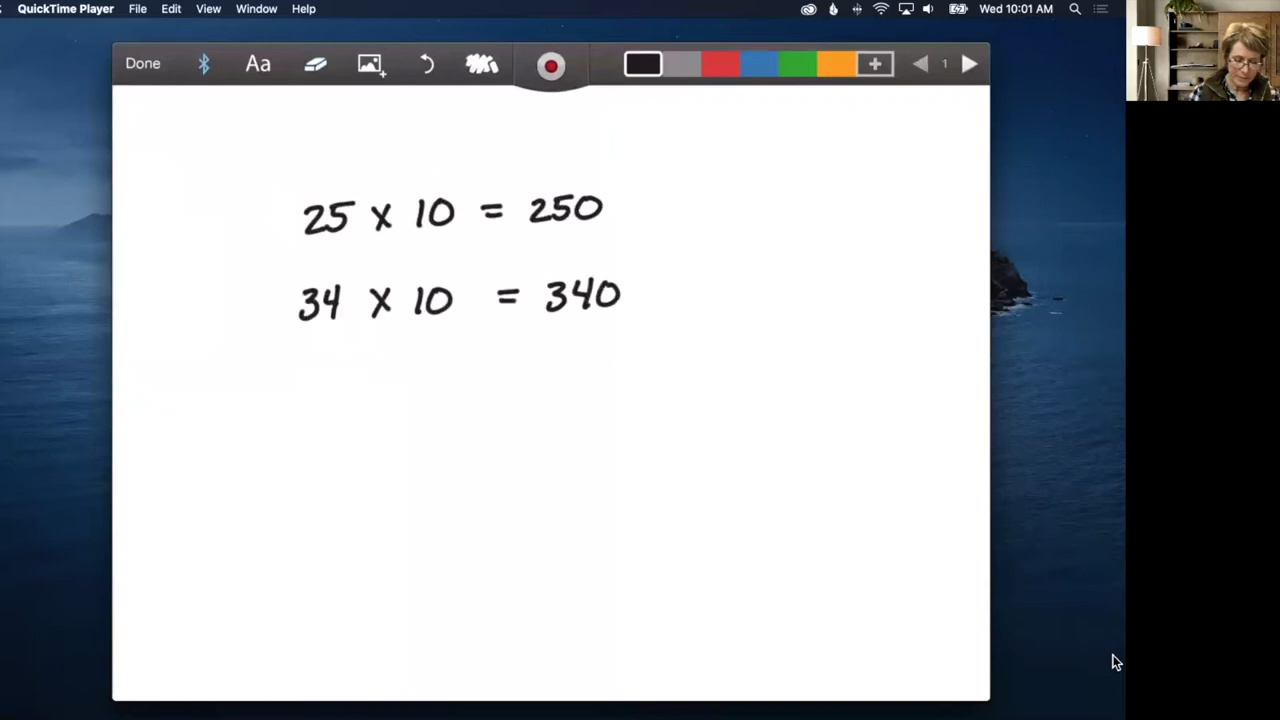 QuickTime Player File Edit View Window Help Wed 10:01 AM
Done Aa 1
25 x 10 = 250
34 x 10 = 340